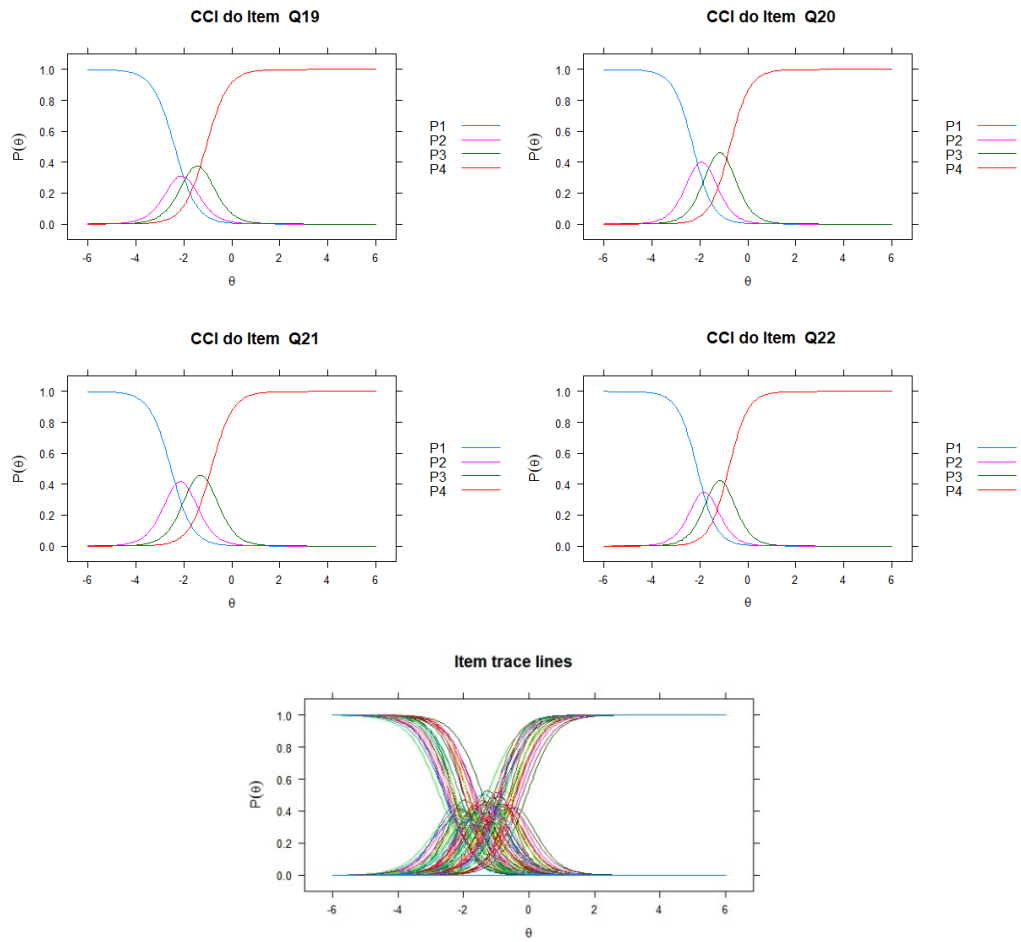 CCI do Item Q19
-6 -4 -2 0 2 4 6
1.0
0.8
0.6
0.4
0.2
0.0
P(θ)
θ
P1
P2
P3
P4
CCI do Item Q20
-6 -4 -2 0 2 4 6
1.0
0.8
0.6
0.4
0.2
0.0
P(θ)
θ
P1
P2
P3
P4
CCI do Item Q21
-6 -4 -2 0 2 4 6
1.0
0.8
0.6
0.4
0.2
0.0
P(θ)
θ
P1
P2
P3
P4
CCI do Item Q22
-6 -4 -2 0 2 4 6
1.0
0.8
0.6
0.4
0.2
0.0
P(θ)
θ
P1
P2
P3
P4
Item trace lines
1.0
0.8
0.6
0.4
0.2
0.0
P(θ)
-6 -4 -2 0 2 4 6
θ